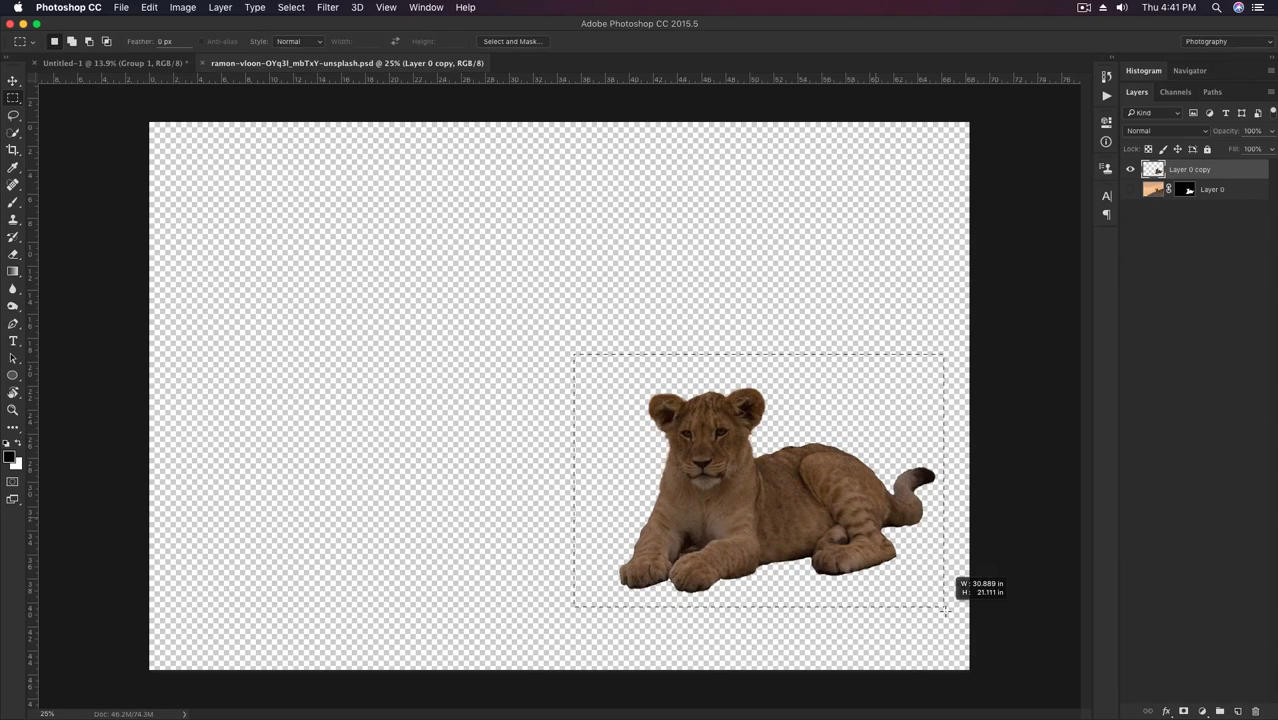 Photoshop CC File Edit Image Layer Type Select Filter 3D View Window Help Thu 4:41 PM
Adobe Photoshop CC 2015.5
Feather: 0 px Anti-alias Style: Normal Width: Height: Select and Mask... Photography
Untitled-1 @ 13.9% (Group 1, RGB/8) * ramon-vloon-OYq3l_mbTxY-unsplash.psd @ 25% (Layer 0 copy, RGB/8)
Histogram Navigator
Layers Channels Paths
Kind
Normal Opacity: 100%
Lock: Fill: 100%
Layer 0 copy
Layer 0
W: 30.889 in
H: 21.111 in
25% Doc: 46.2M/74.3M